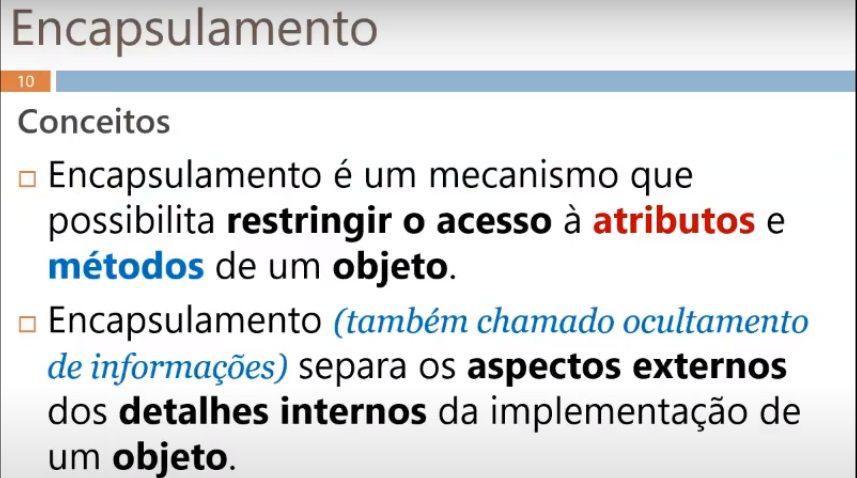 Encapsulamento
10
Conceitos
Encapsulamento é um mecanismo que
possibilita restringir o acesso à atributos e
métodos de um objeto.
Encapsulamento (também chamado ocultamento
de informações) separa os aspectos externos
dos detalhes internos da implementação de
um objeto.